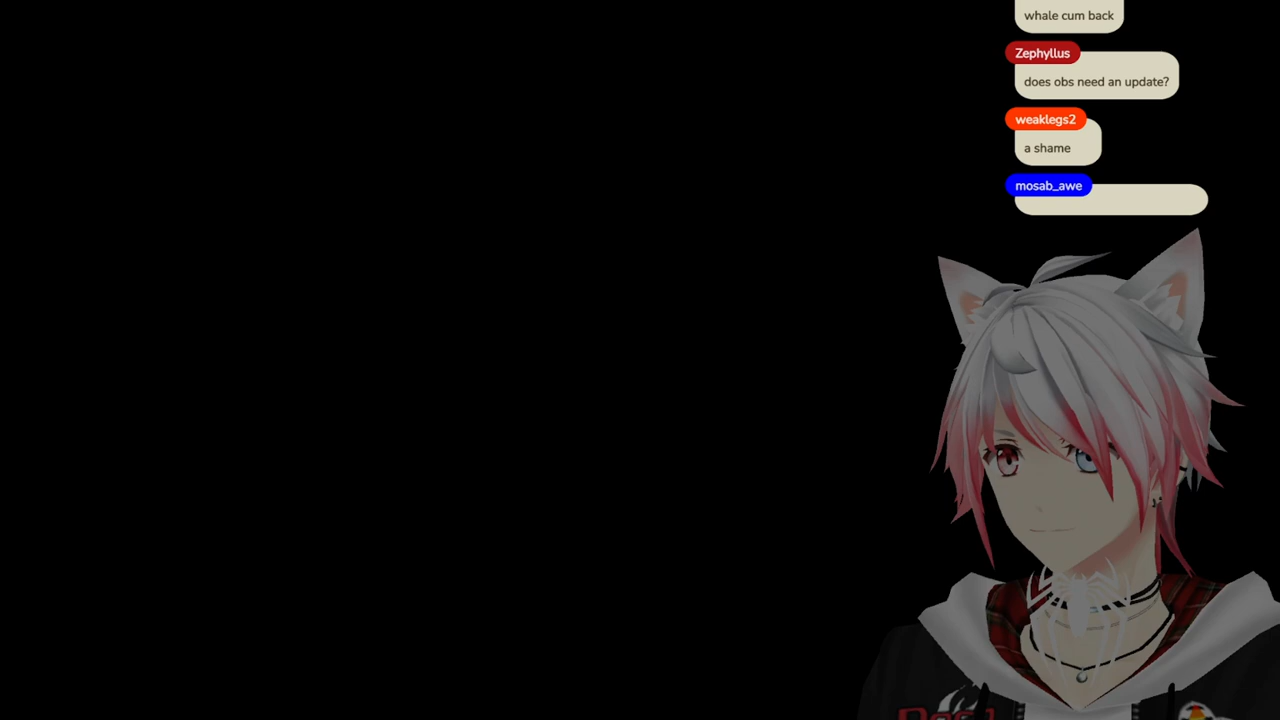 whale cum back
Zephyllus
does obs need an update?
weaklegs2
a shame
mosab_awe